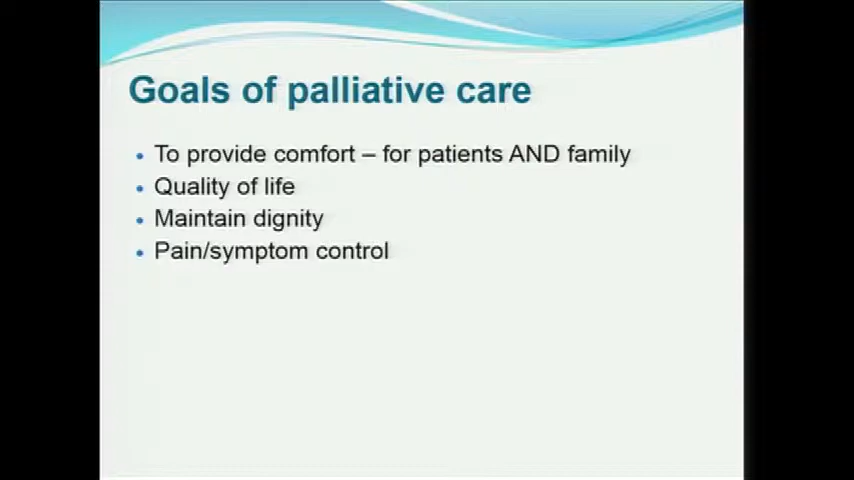 Goals of palliative care
• To provide comfort – for patients AND family
• Quality of life
• Maintain dignity
• Pain/symptom control